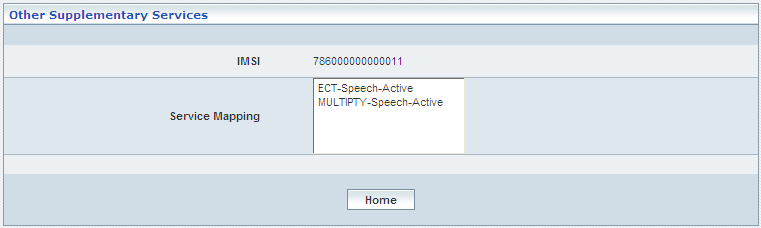 Other Supplementary Services
IMSI 786000000000011
Service Mapping
ECT-Speech-Active
MULTIPTY-Speech-Active
Home